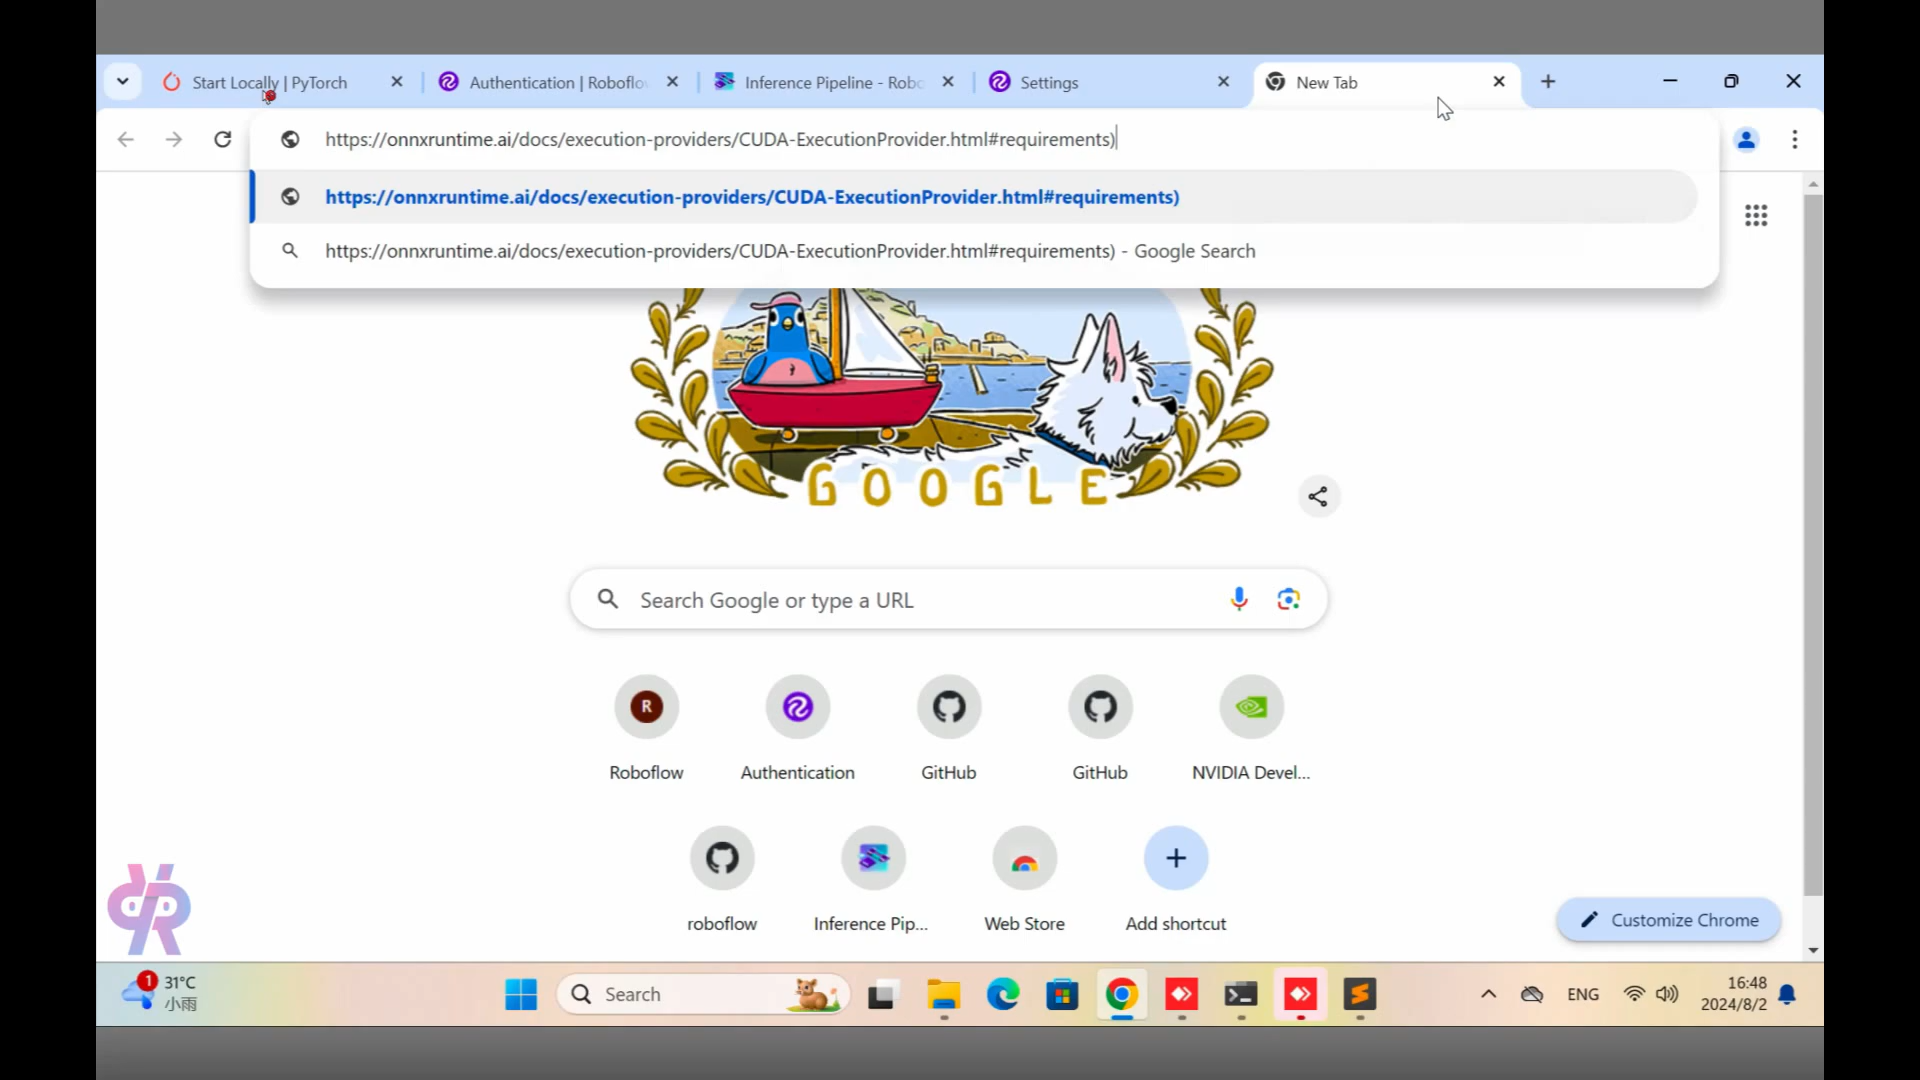 Start Locally | PyTorch
Authentication | Roboflo
Inference Pipeline - Robo
Settings
New Tab
https://onnxruntime.ai/docs/execution-providers/CUDA-ExecutionProvider.html#requirements)
https://onnxruntime.ai/docs/execution-providers/CUDA-ExecutionProvider.html#requirements)
https://onnxruntime.ai/docs/execution-providers/CUDA-ExecutionProvider.html#requirements) - Google Search
GOOGLE
Search Google or type a URL
R
Roboflow
Authentication
GitHub
GitHub
NVIDIA Devel...
roboflow
Inference Pip...
Web Store
Add shortcut
Customize Chrome
1
31°C
小雨
Search
ENG
16:48
2024/8/2